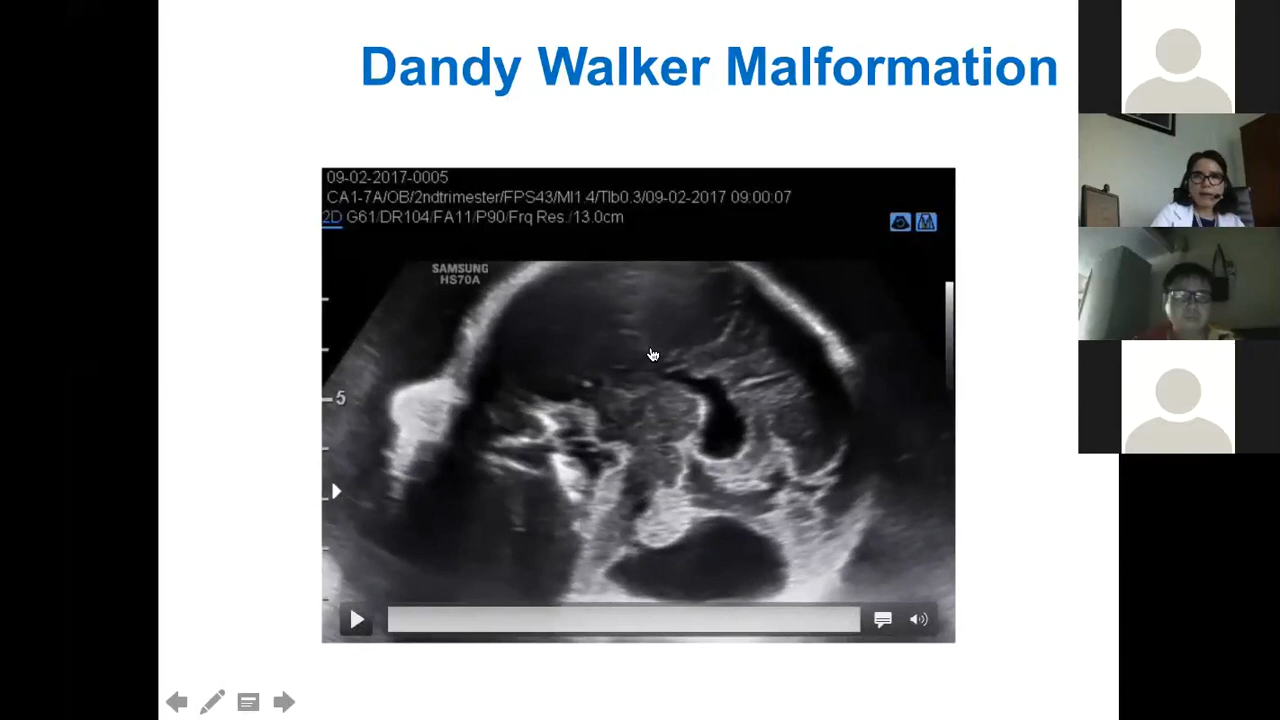 Dandy Walker Malformation
09-02-2017-0005
CA1-7A/OB/2ndtrimester/FPS43/MI1.4/TIb0.3/09-02-2017 09:00:07
2D G61/DR104/FA11/P90/Frq Res./13.0cm
SAMSUNG
HS70A
5